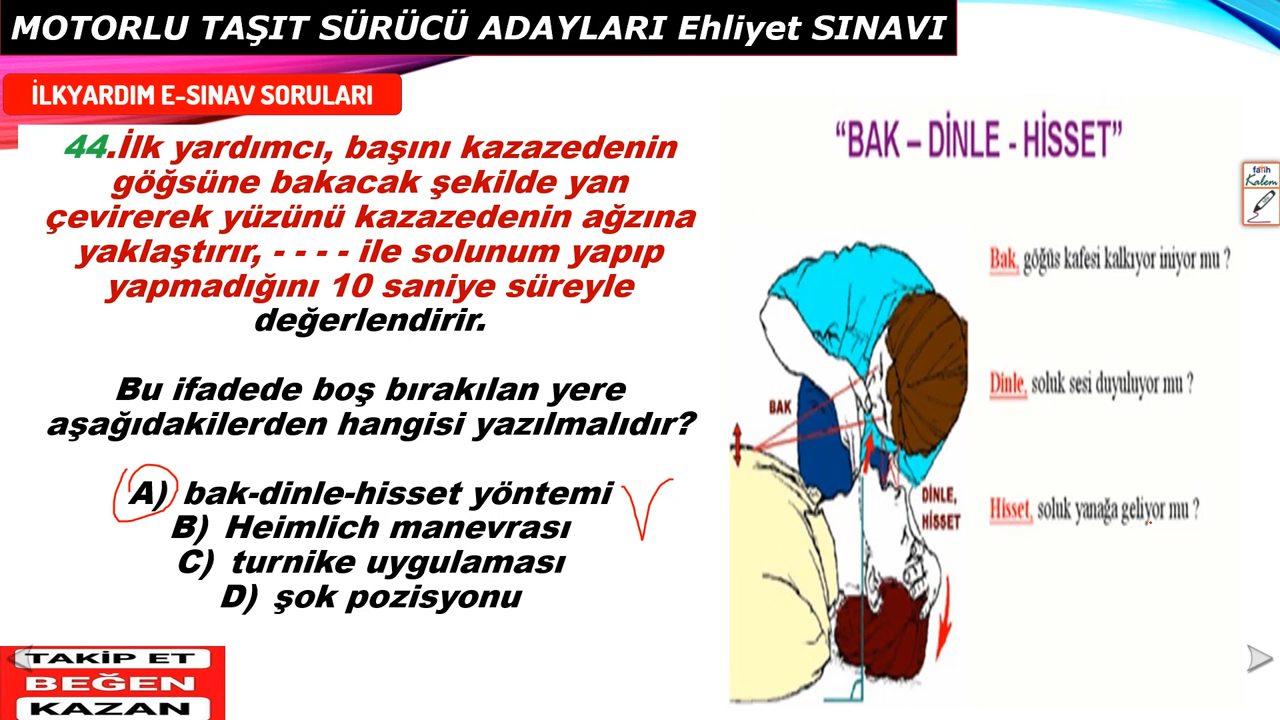 MOTORLU TAŞIT SÜRÜCÜ ADAYLARI Ehliyet SINAVI
İLKYARDIM E-SINAV SORULARI
44.İlk yardımcı, başını kazazedenin
göğsüne bakacak şekilde yan
çevirerek yüzünü kazazedenin ağzına
yaklaştırır, - - - - ile solunum yapıp
yapmadığını 10 saniye süreyle
değerlendirir.
Bu ifadede boş bırakılan yere
aşağıdakilerden hangisi yazılmalıdır?
A) bak-dinle-hisset yöntemi
B) Heimlich manevrası
C) turnike uygulaması
D) şok pozisyonu
TAKİP ET
BEĞEN
KAZAN
“BAK – DİNLE - HİSSET”
Bak, göğüs kafesi kalkıyor iniyor mu ?
Dinle, soluk sesi duyuluyor mu ?
Hisset, soluk yanağa geliyor mu ?
BAK
DİNLE,
HİSSET
fatih
Kalem